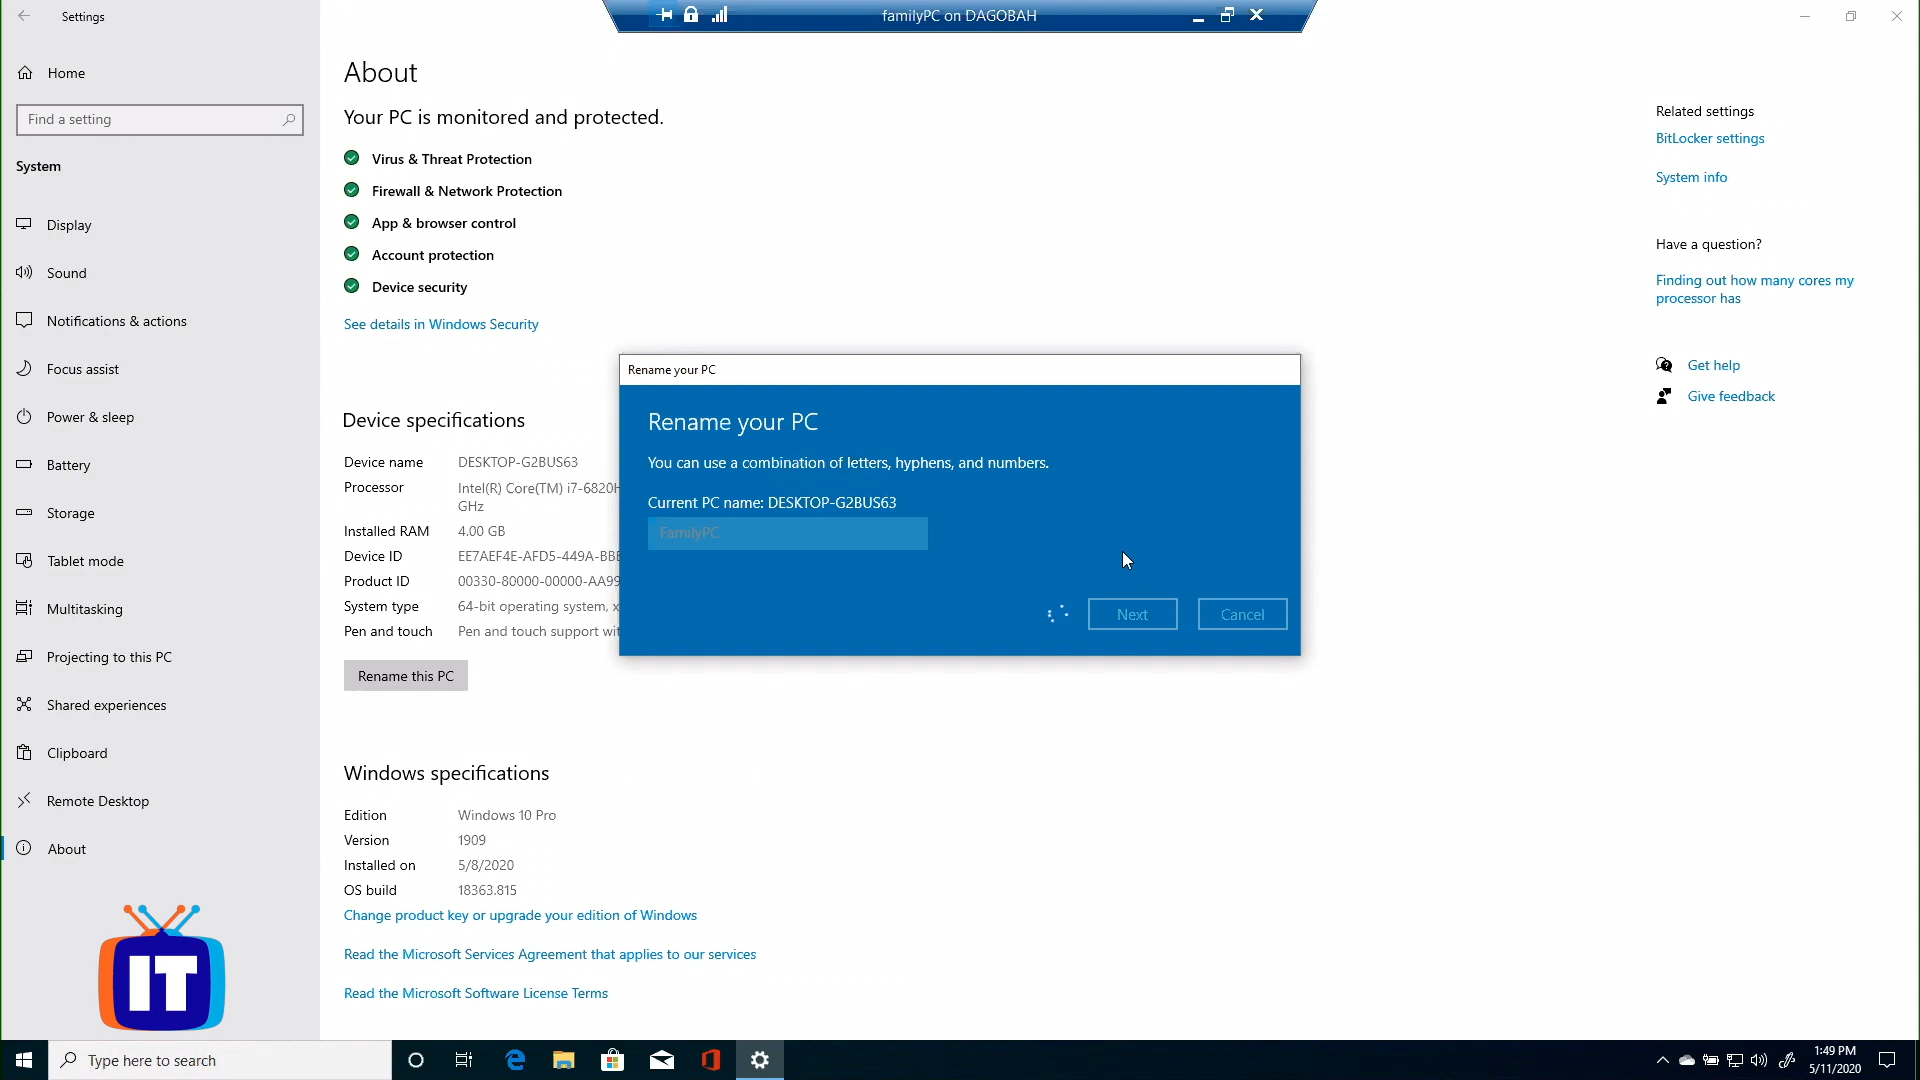 Settings
familyPC on DAGOBAH
Home
Find a setting
System
Display
Sound
Notifications & actions
Focus assist
Power & sleep
Battery
Storage
Tablet mode
Multitasking
Projecting to this PC
Shared experiences
Clipboard
Remote Desktop
About
IT
About
Your PC is monitored and protected.
Virus & Threat Protection
Firewall & Network Protection
App & browser control
Account protection
Device security
See details in Windows Security
Device specifications
Device name DESKTOP-G2BUS63
Processor Intel(R) Core(TM) i7-6820H
GHz
Installed RAM 4.00 GB
Device ID EE7AEF4E-AFD5-449A-BBE
Product ID 00330-80000-00000-AA99
System type 64-bit operating system, x
Pen and touch Pen and touch support wit
Rename this PC
Windows specifications
Edition Windows 10 Pro
Version 1909
Installed on 5/8/2020
OS build 18363.815
Change product key or upgrade your edition of Windows
Read the Microsoft Services Agreement that applies to our services
Read the Microsoft Software License Terms
Rename your PC
Rename your PC
You can use a combination of letters, hyphens, and numbers.
Current PC name: DESKTOP-G2BUS63
FamilyPC
Next
Cancel
Related settings
BitLocker settings
System info
Have a question?
Finding out how many cores my
processor has
Get help
Give feedback
Type here to search
1:49 PM
5/11/2020